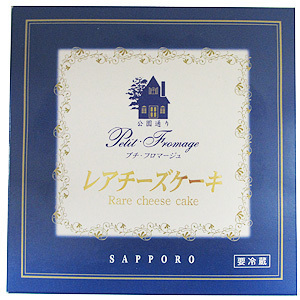 公園通り
Petit・Fromage
プチ・フロマージュ
レアチーズケーキ
Rare cheese cake
SAPPORO
要冷蔵